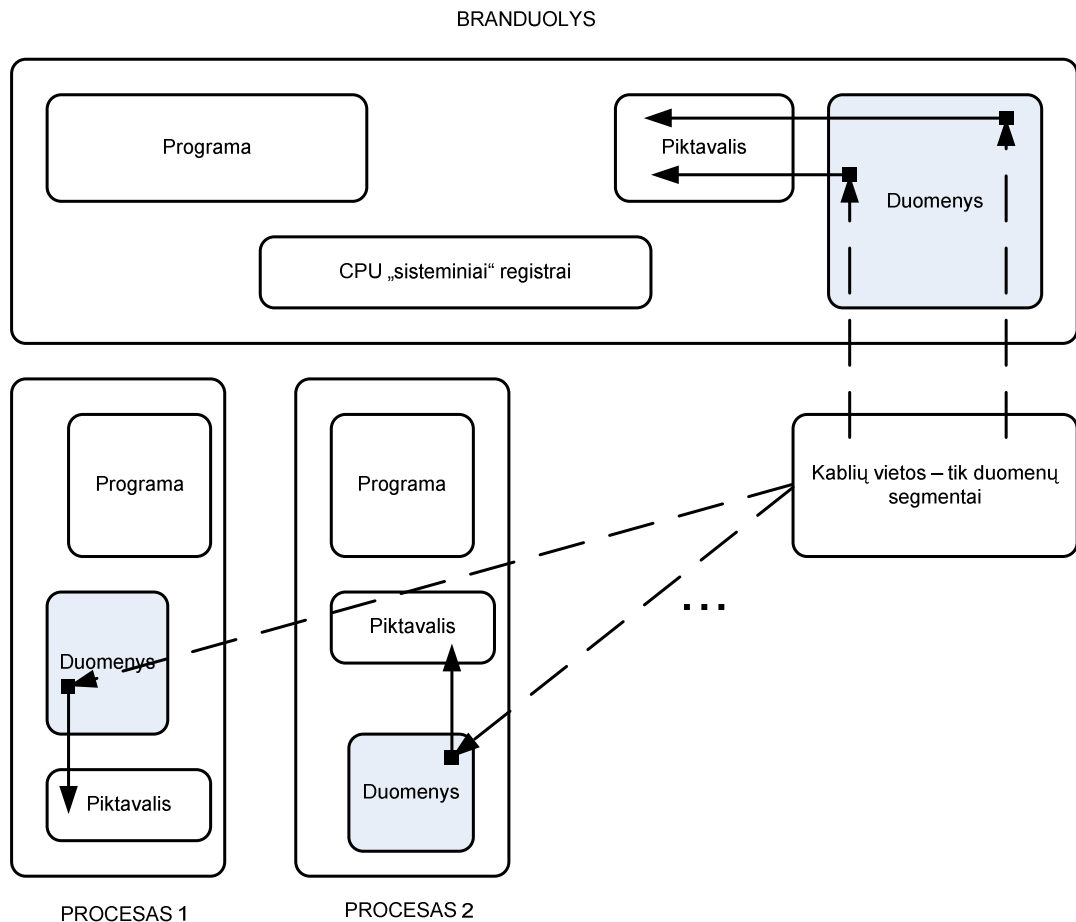 BRANDUOLYS
Programa
Piktavalis
Duomenys
CPU „sisteminiai“ registrai
Programa
Programa
Kablių vietos – tik duomenų
segmentai
...
Piktavalis
Duomenys
Duomenys
Piktavalis
PROCESAS 1
PROCESAS 2